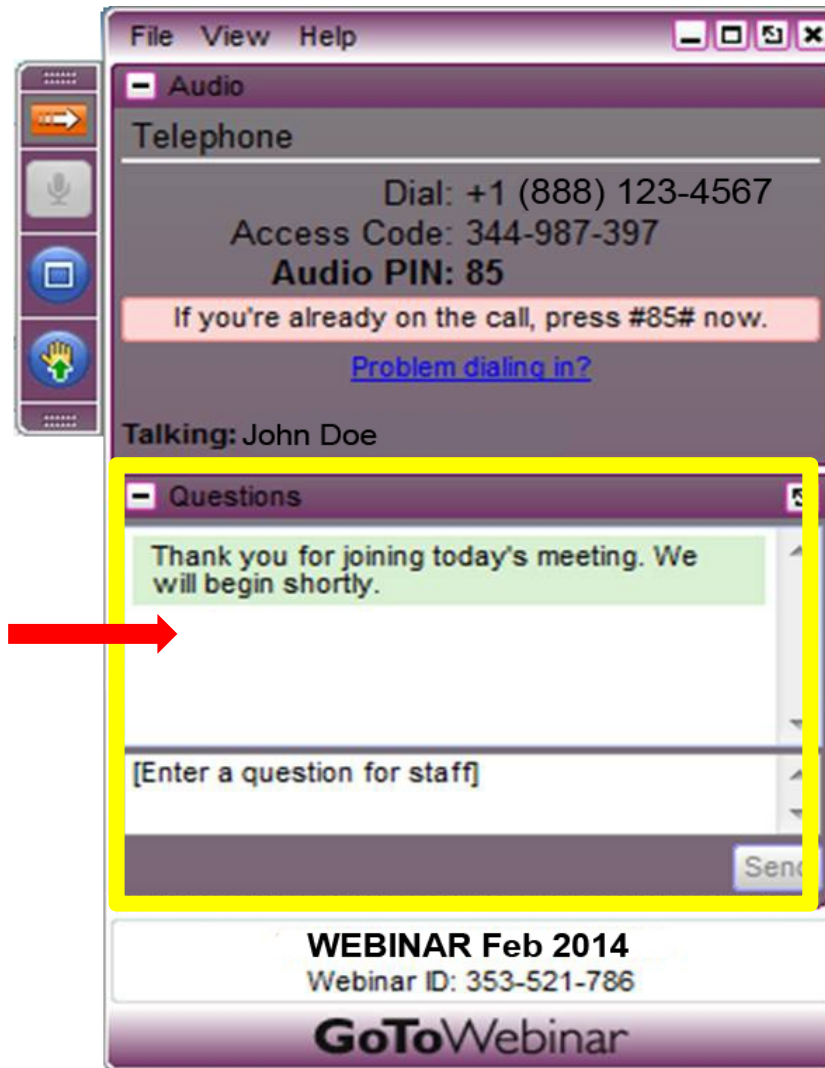 File View Help
Audio
Telephone
Dial: +1 (888) 123-4567
Access Code: 344-987-397
Audio PIN: 85
If you're already on the call, press #85# now.
Problem dialing in?
Talking: John Doe
Questions
Thank you for joining today's meeting. We
will begin shortly.
[Enter a question for staff]
Send
WEBINAR Feb 2014
Webinar ID: 353-521-786
GoToWebinar